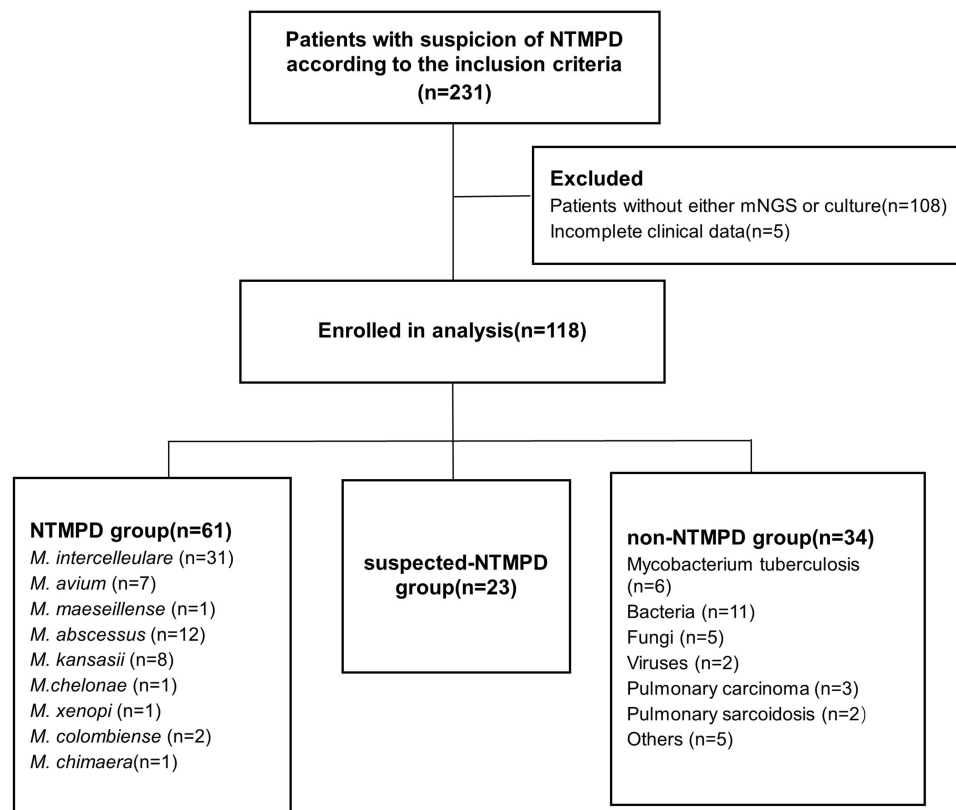 Patients with suspicion of NTMPD
according to the inclusion criteria
(n=231)
Excluded
Patients without either mNGS or culture(n=108)
Incomplete clinical data(n=5)
Enrolled in analysis(n=118)
NTMPD group(n=61)
M. intercelleulare (n=31)
M. avium (n=7)
M. maeseillense (n=1)
M. abscessus (n=12)
M. kansasii (n=8)
M.chelonae (n=1)
M. xenopi (n=1)
M. colombiense (n=2)
M. chimaera(n=1)
suspected-NTMPD
group(n=23)
non-NTMPD group(n=34)
Mycobacterium tuberculosis
(n=6)
Bacteria (n=11)
Fungi (n=5)
Viruses (n=2)
Pulmonary carcinoma (n=3)
Pulmonary sarcoidosis (n=2)
Others (n=5)